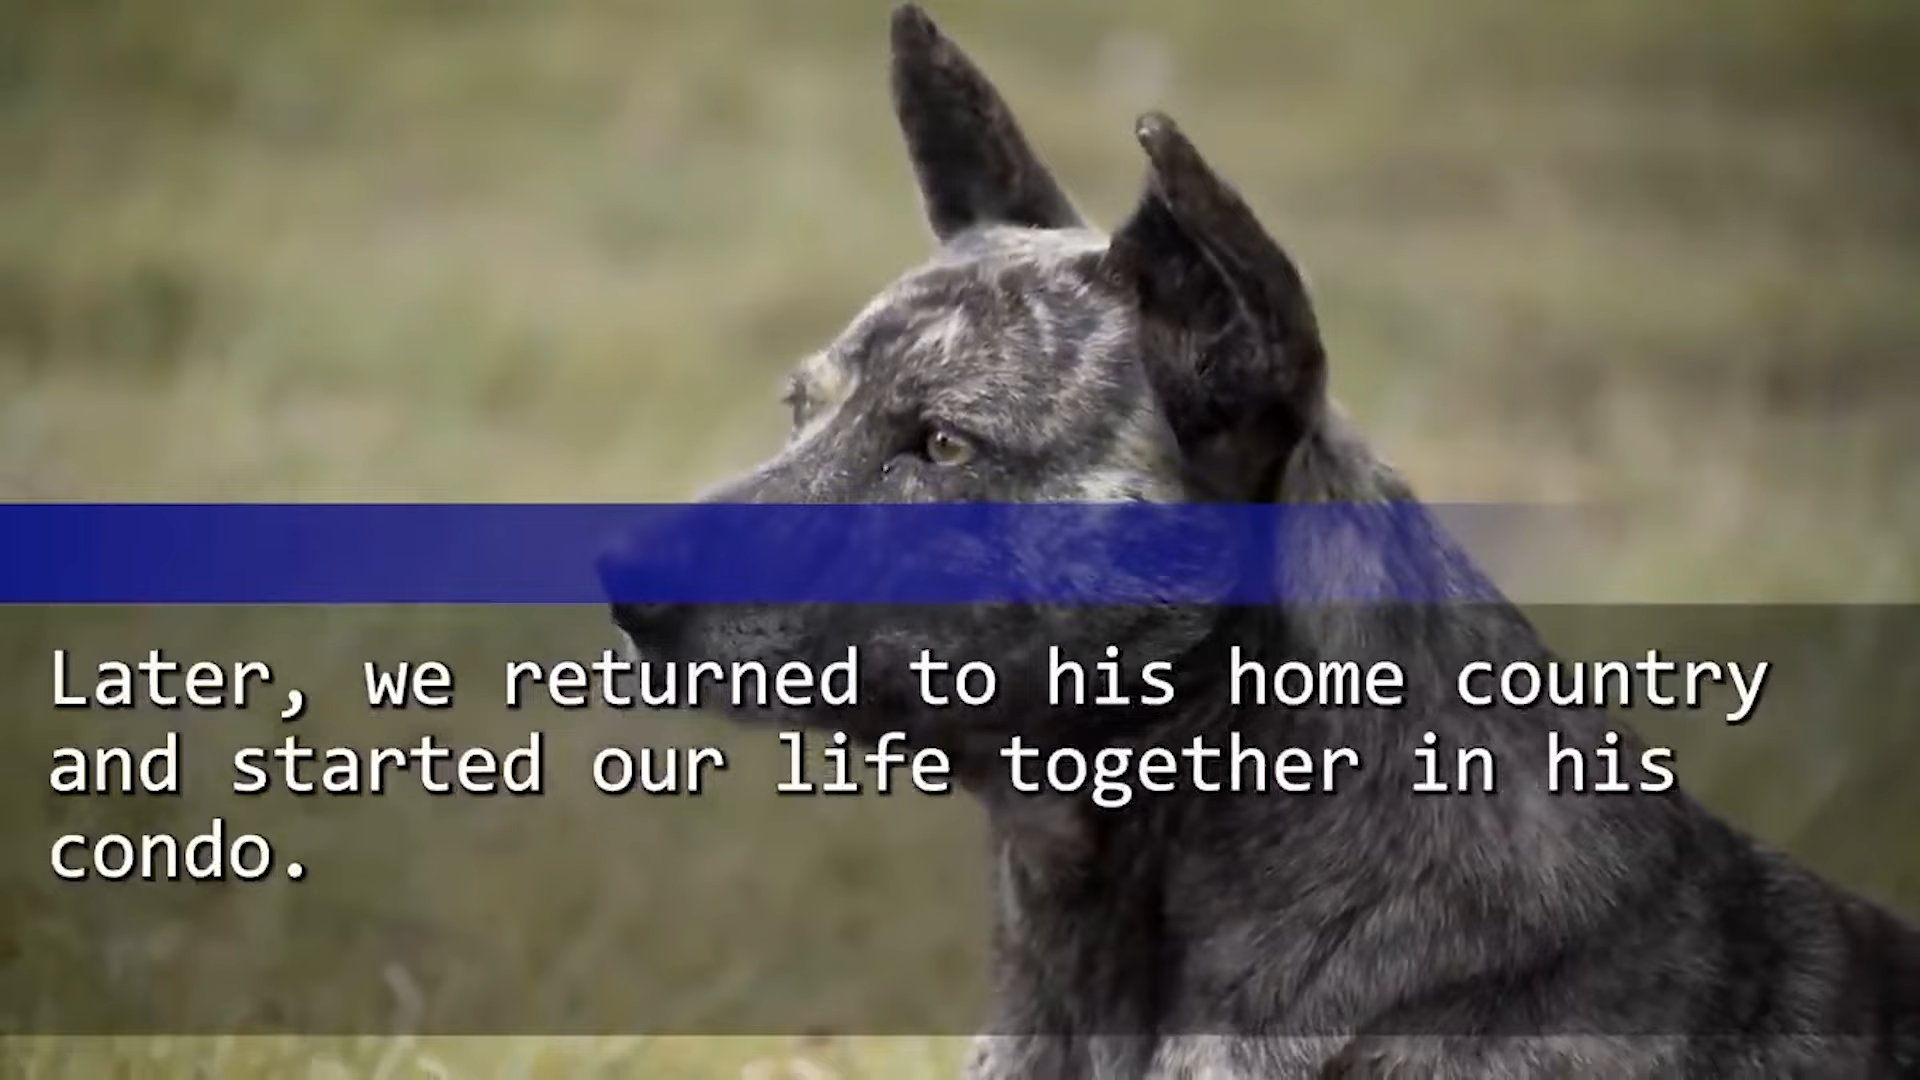 Later, we returned to his home country
and started our life together in his
condo.